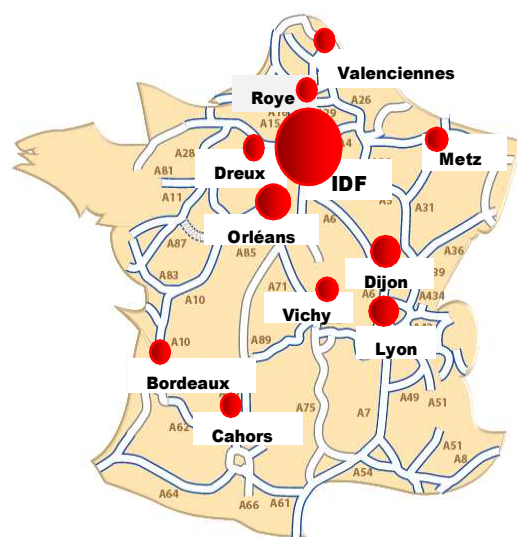 Valenciennes
Roye
A26
A16
A29
A15
A4
A28
Metz
Dreux
IDF
A81
A11
A5
A31
Orléans
A6
A87
A85
A36
A39
Dijon
A83
A71
A6
A434
A10
Vichy
Lyon
A10
A89
Bordeaux
A49
A51
A62
A75
A7
Cahors
A51
A8
A54
A64
A66
A61